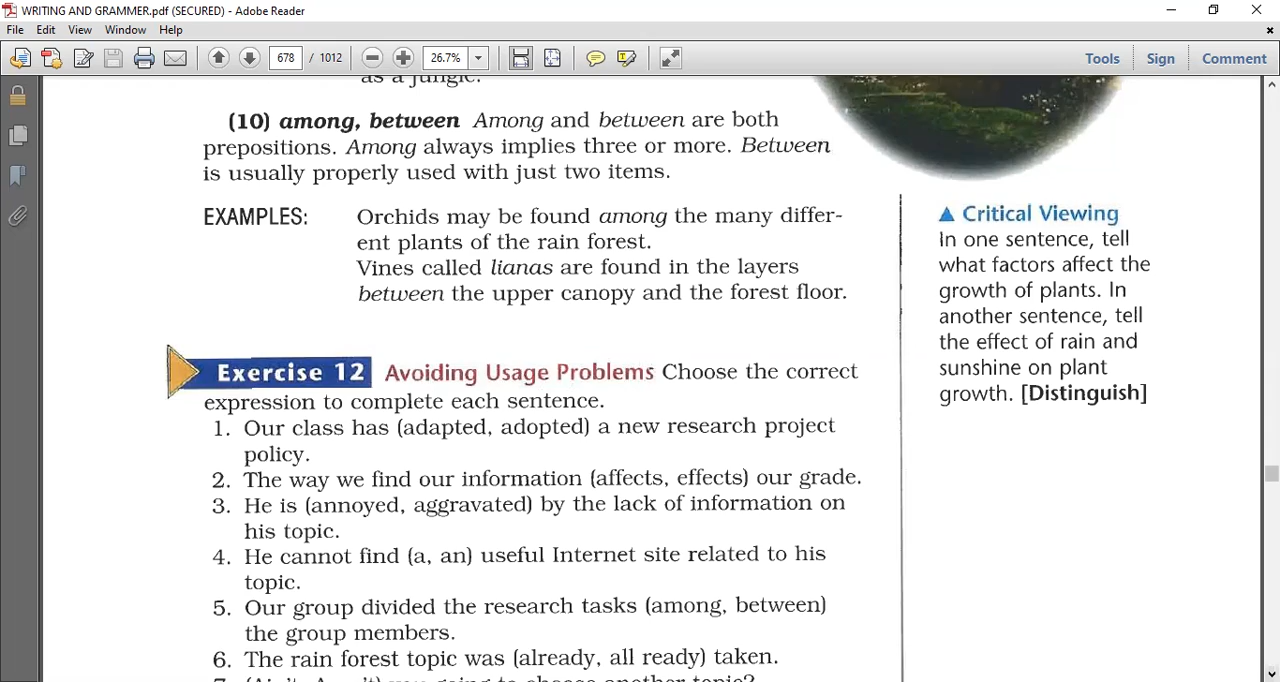 WRITING AND GRAMMER.pdf (SECURED) - Adobe Reader
File Edit View Window Help
678 / 1012 26.7% Tools Sign Comment
as a jungle.
(10) among, between Among and between are both
prepositions. Among always implies three or more. Between
is usually properly used with just two items.
EXAMPLES: Orchids may be found among the many differ-
ent plants of the rain forest.
Vines called lianas are found in the layers
between the upper canopy and the forest floor.
Exercise 12 Avoiding Usage Problems Choose the correct
expression to complete each sentence.
1. Our class has (adapted, adopted) a new research project
policy.
2. The way we find our information (affects, effects) our grade.
3. He is (annoyed, aggravated) by the lack of information on
his topic.
4. He cannot find (a, an) useful Internet site related to his
topic.
5. Our group divided the research tasks (among, between)
the group members.
6. The rain forest topic was (already, all ready) taken.
you going to choose another topic?
▲ Critical Viewing
In one sentence, tell
what factors affect the
growth of plants. In
another sentence, tell
the effect of rain and
sunshine on plant
growth. [Distinguish]